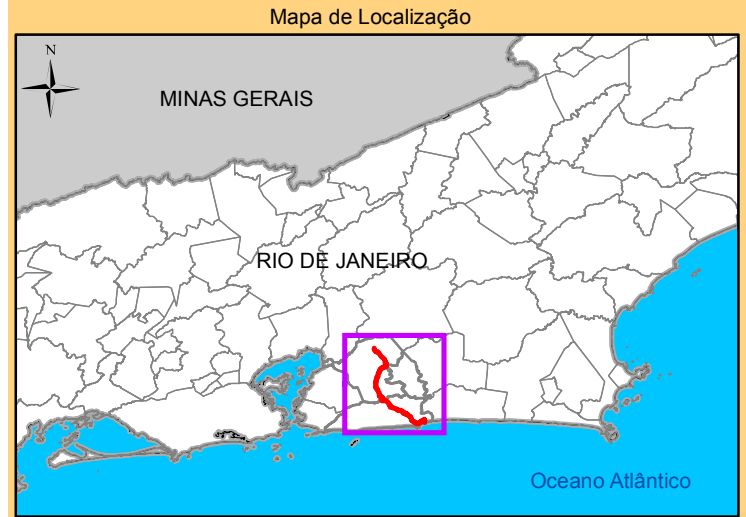 Mapa de Localização
N
MINAS GERAIS
RIO DE JANEIRO
Oceano Atlântico